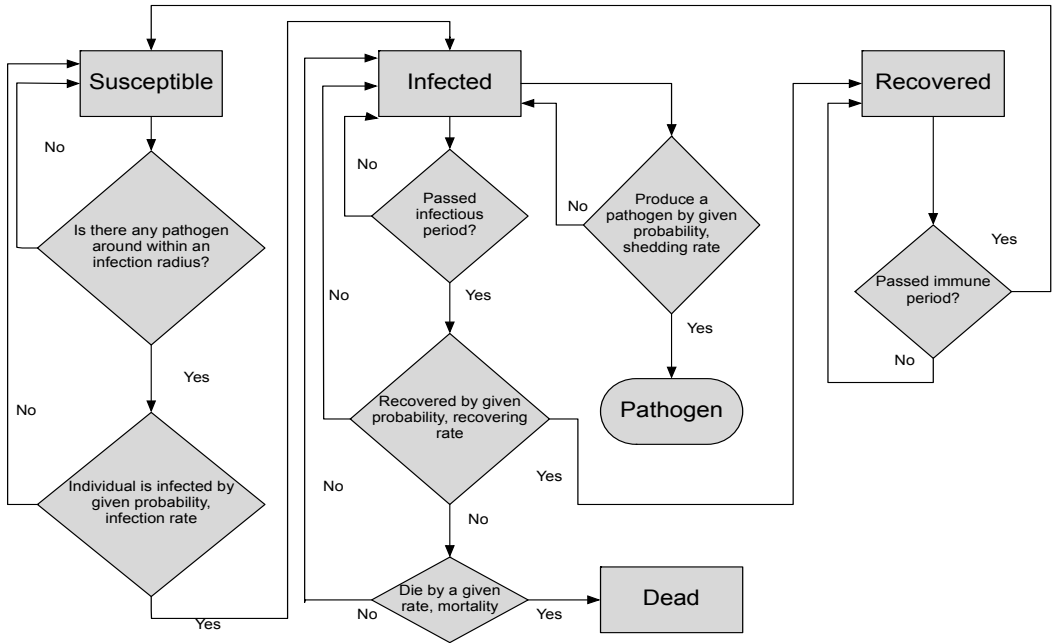 Susceptible
Infected
Recovered
No
No
Is there any pathogen
around within an
infection radius?
Passed
infectious
period?
No
Produce a
pathogen by given
probability,
shedding rate
Yes
Passed immune
period?
No
No
Yes
Yes
Yes
No
Recovered by given
probability, recovering
rate
Pathogen
No
Individual is infected by
given probability,
infection rate
Yes
No
No
Die by a given
rate, mortality
Dead
No
Yes
Yes